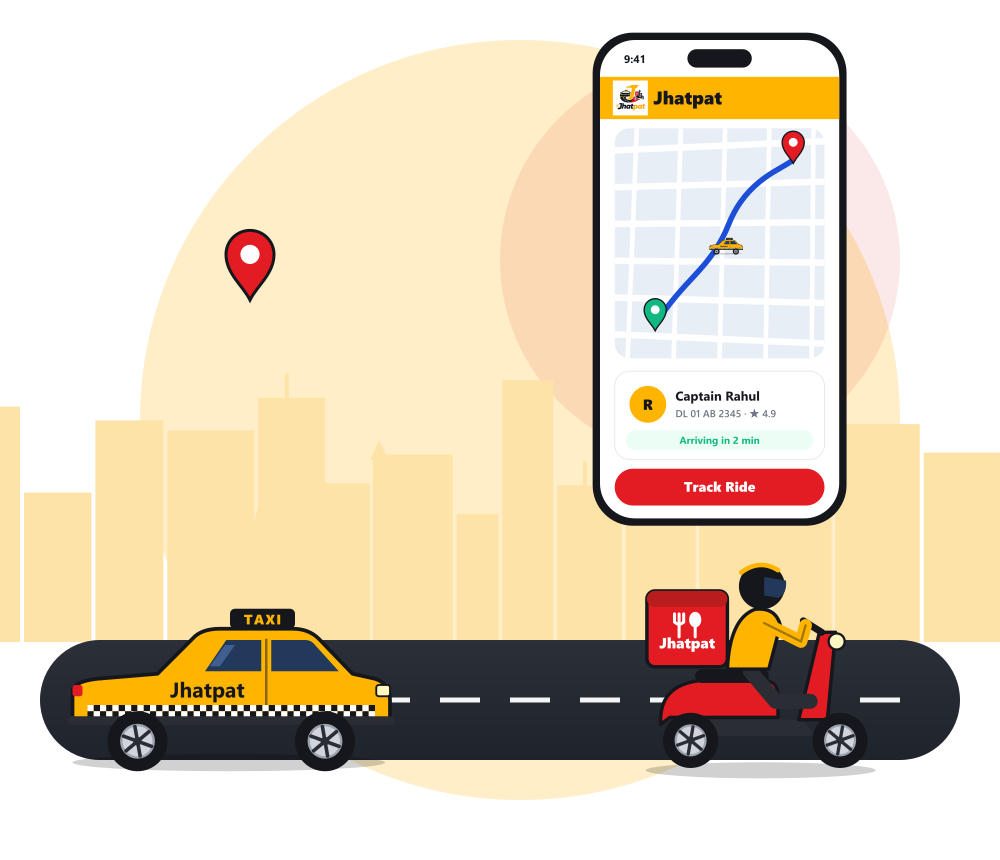 9:41
Jhatpat
Jhatpat
R
Captain Rahul
DL 01 AB 2345 · ★ 4.9
Arriving in 2 min
Track Ride
TAXI
Jhatpat
Jhatpat